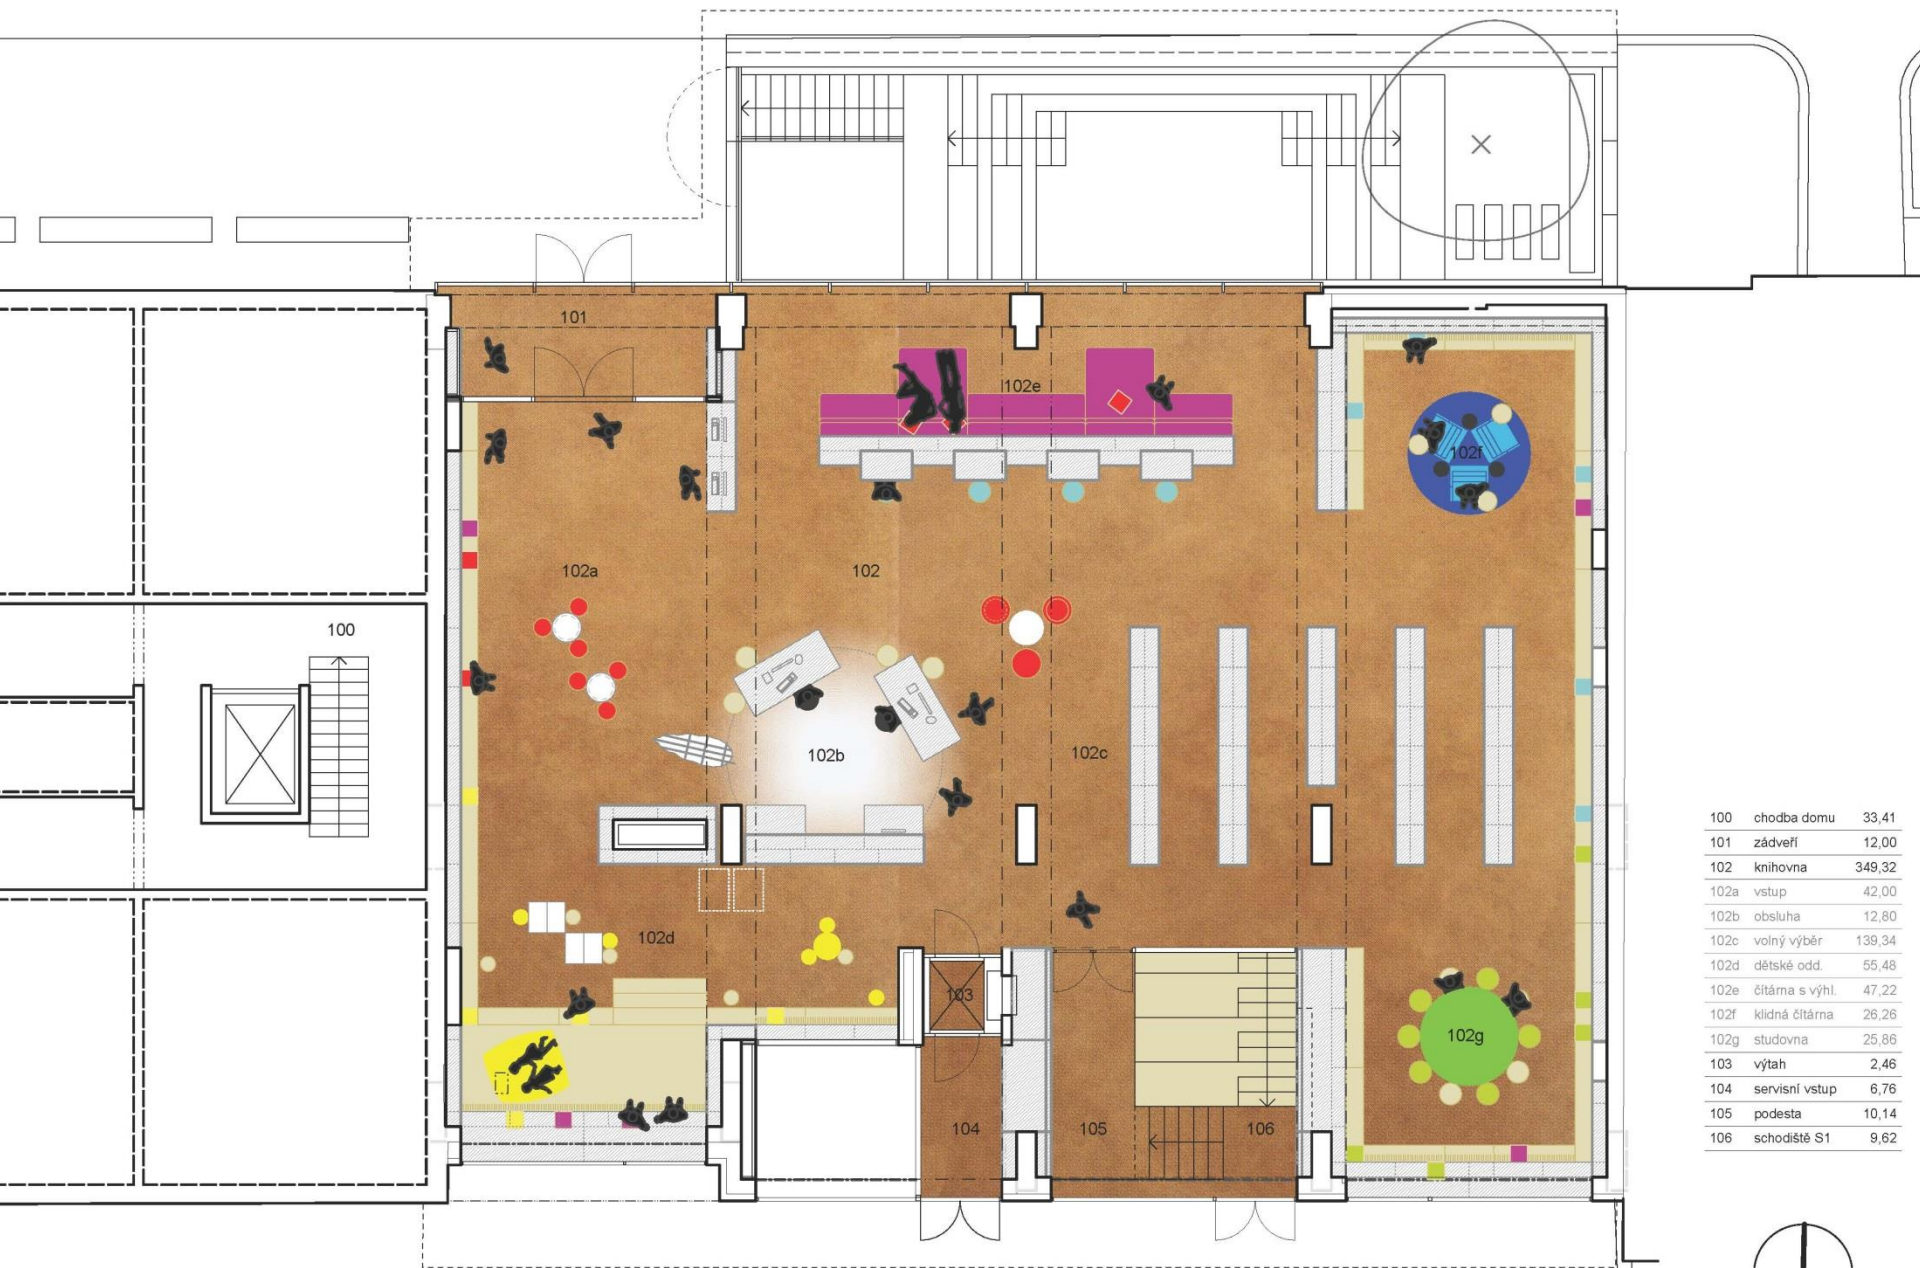 101
102e
102f
102a
102
100
102b
102c
102d
103
102g
104
105
106
100 chodba domu 33,41
101 zádveří 12,00
102 knihovna 349,32
102a vstup 42,00
102b obsluha 12,80
102c volný výběr 139,34
102d dětské odd. 55,48
102e čítárna s výhl. 47,22
102f klidná čítárna 26,26
102g studovna 25,86
103 výtah 2,46
104 servisní vstup 6,76
105 podesta 10,14
106 schodiště S1 9,62